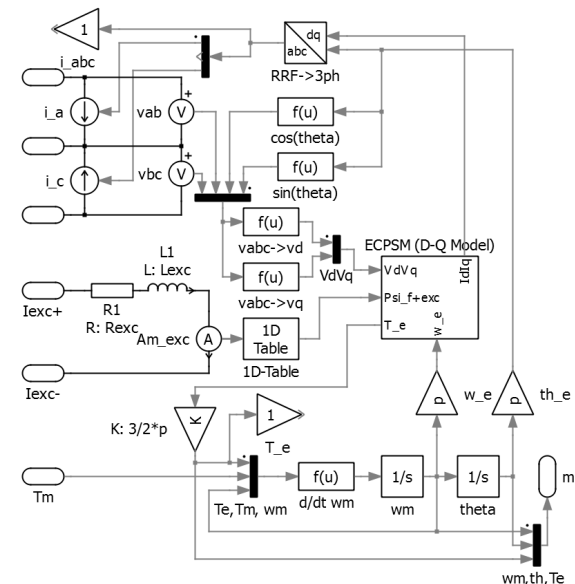 1
dq
abc
RRF->3ph
i_abc
i_a
vab
+
V
f(u)
cos(theta)
i_c
vbc
+
V
f(u)
sin(theta)
f(u)
vabc->vd
VdVq
f(u)
vabc->vq
ECPSM (D-Q Model)
VdVq
IdIq
Psi_f+exc
T_e
w_e
L1
L: Lexc
Iexc+
R1
R: Rexc
Am_exc
A
1D
Table
1D-Table
Iexc-
p
w_e
p
th_e
K: 3/2*p
K
1
T_e
Tm
Te,Tm, wm
f(u)
d/dt wm
1/s
wm
1/s
theta
m
wm,th,Te